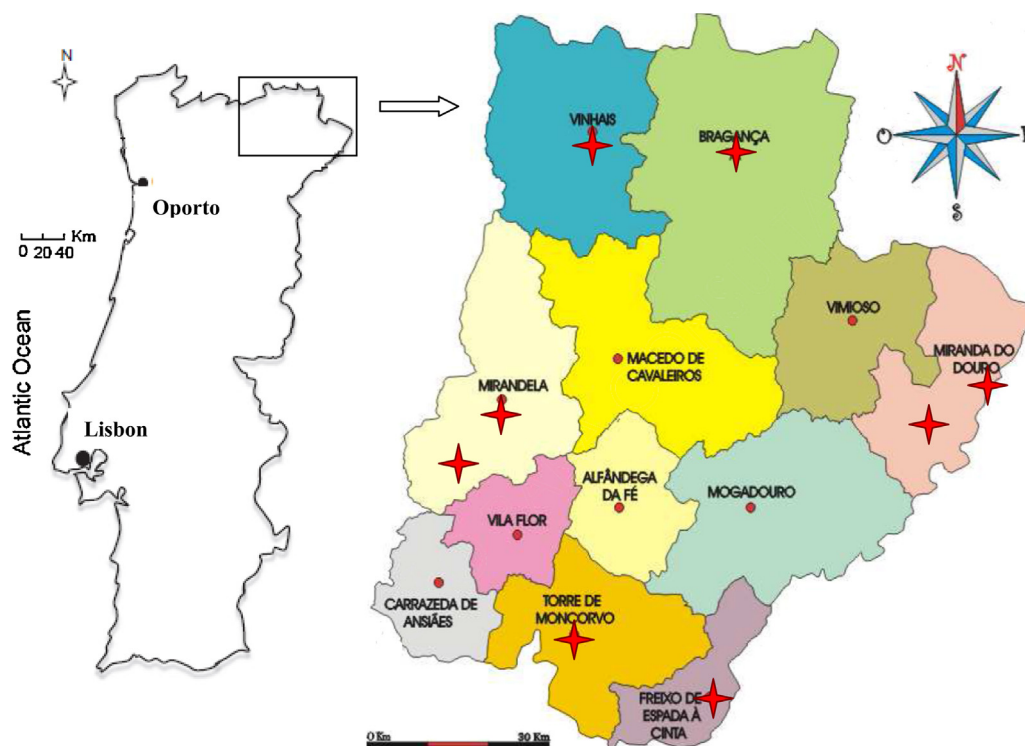 N
Oporto
Km
0 20 40
Atlantic Ocean
Lisbon
N
O
S
VINHAIS
BRAGANÇA
VIMIOSO
MIRANDA DO
DOURO
MACEDO DE
CAVALEIROS
MIRANDELA
ALFÂNDEGA
DA FÉ
MOGADOURO
VILA FLOR
CARRAZEDA DE
ANSIÃES
TORRE DE
MONCORVO
FREIXO DE
ESPADA À
CINTA
0 Km
30 Km